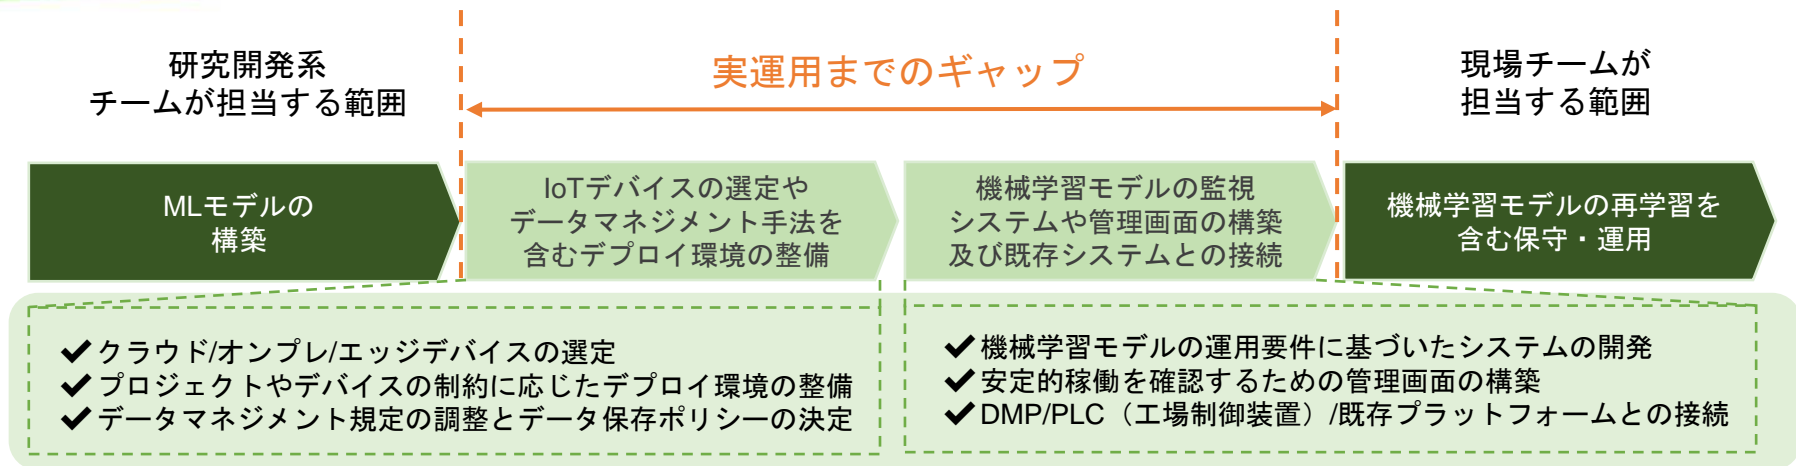 研究開発系
チームが担当する範囲
実運用までのギャップ
現場チームが
担当する範囲
MLモデルの
構築
IoTデバイスの選定や
データマネジメント手法を
含むデプロイ環境の整備
機械学習モデルの監視
システムや管理画面の構築
及び既存システムとの接続
機械学習モデルの再学習を
含む保守・運用
✔クラウド/オンプレ/エッジデバイスの選定
✔プロジェクトやデバイスの制約に応じたデプロイ環境の整備
✔データマネジメント規定の調整とデータ保存ポリシーの決定
✔機械学習モデルの運用要件に基づいたシステムの開発
✔安定的稼働を確認するための管理画面の構築
✔DMP/PLC（工場制御装置）/既存プラットフォームとの接続